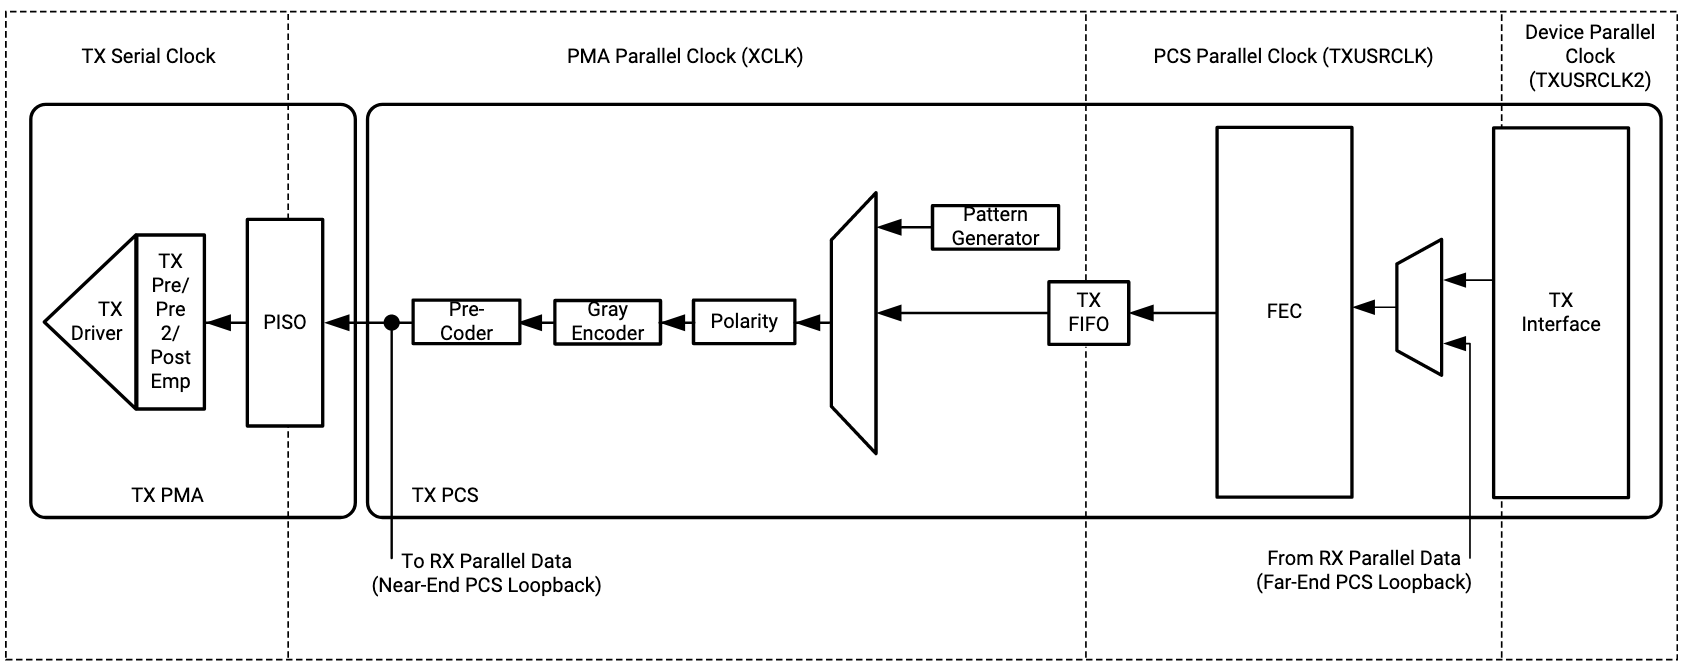 TX Serial Clock
PMA Parallel Clock (XCLK)
PCS Parallel Clock (TXUSRCLK)
Device Parallel
Clock
(TXUSRCLK2)
TX
Driver
TX
Pre/
Pre
2/
Post
Emp
PISO
Pre-
Coder
Gray
Encoder
Polarity
Pattern
Generator
TX
FIFO
FEC
TX
Interface
TX PMA
TX PCS
To RX Parallel Data
(Near-End PCS Loopback)
From RX Parallel Data
(Far-End PCS Loopback)